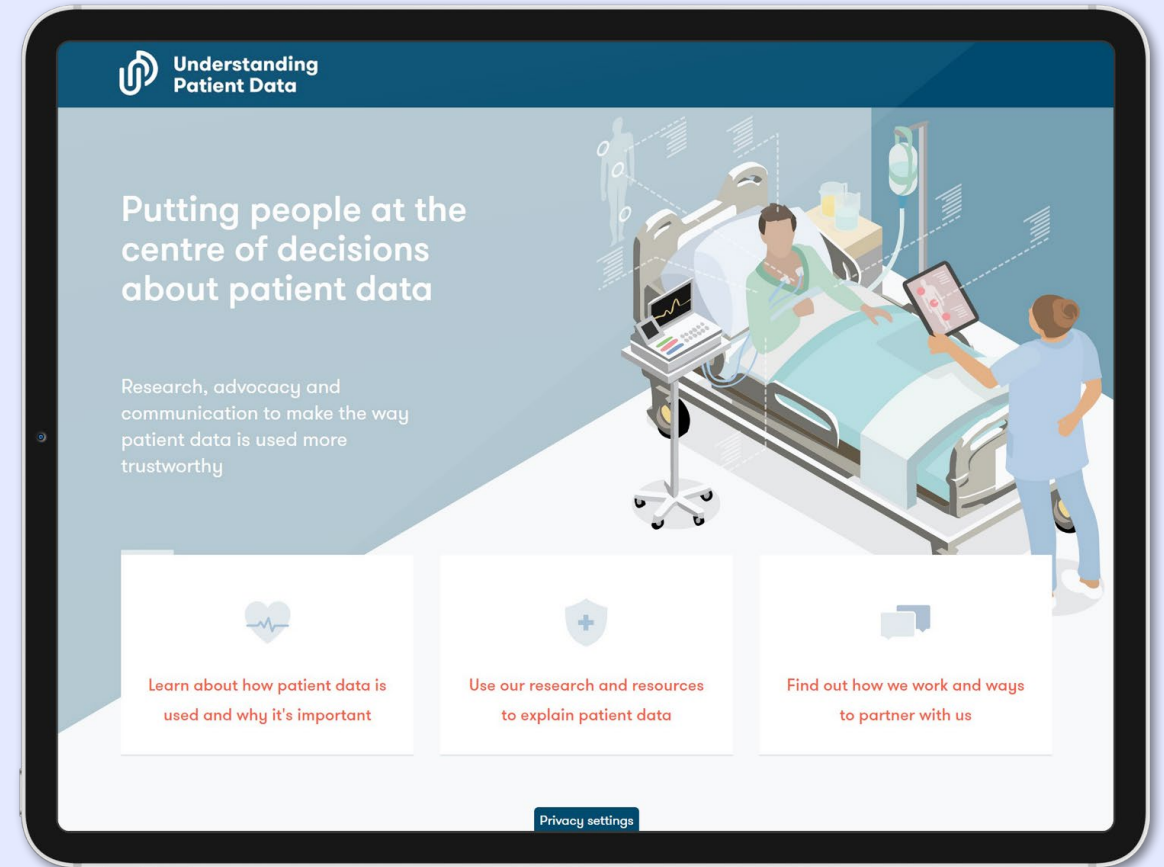 Understanding
Patient Data
Putting people at the
centre of decisions
about patient data
Research, advocacy and
communication to make the way
patient data is used more
trustworthy
Learn about how patient data is
used and why it's important
Use our research and resources
to explain patient data
Find out how we work and ways
to partner with us
Privacy settings